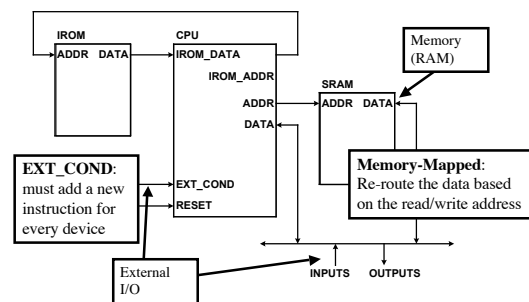 IROM
CPU
ADDR DATA
IROM_DATA
IROM_ADDR
ADDR
DATA
EXT_COND
RESET
SRAM
ADDR DATA
Memory
(RAM)
EXT_COND:
must add a new
instruction for
every device
Memory-Mapped:
Re-route the data based
on the read/write address
External
I/O
INPUTS
OUTPUTS